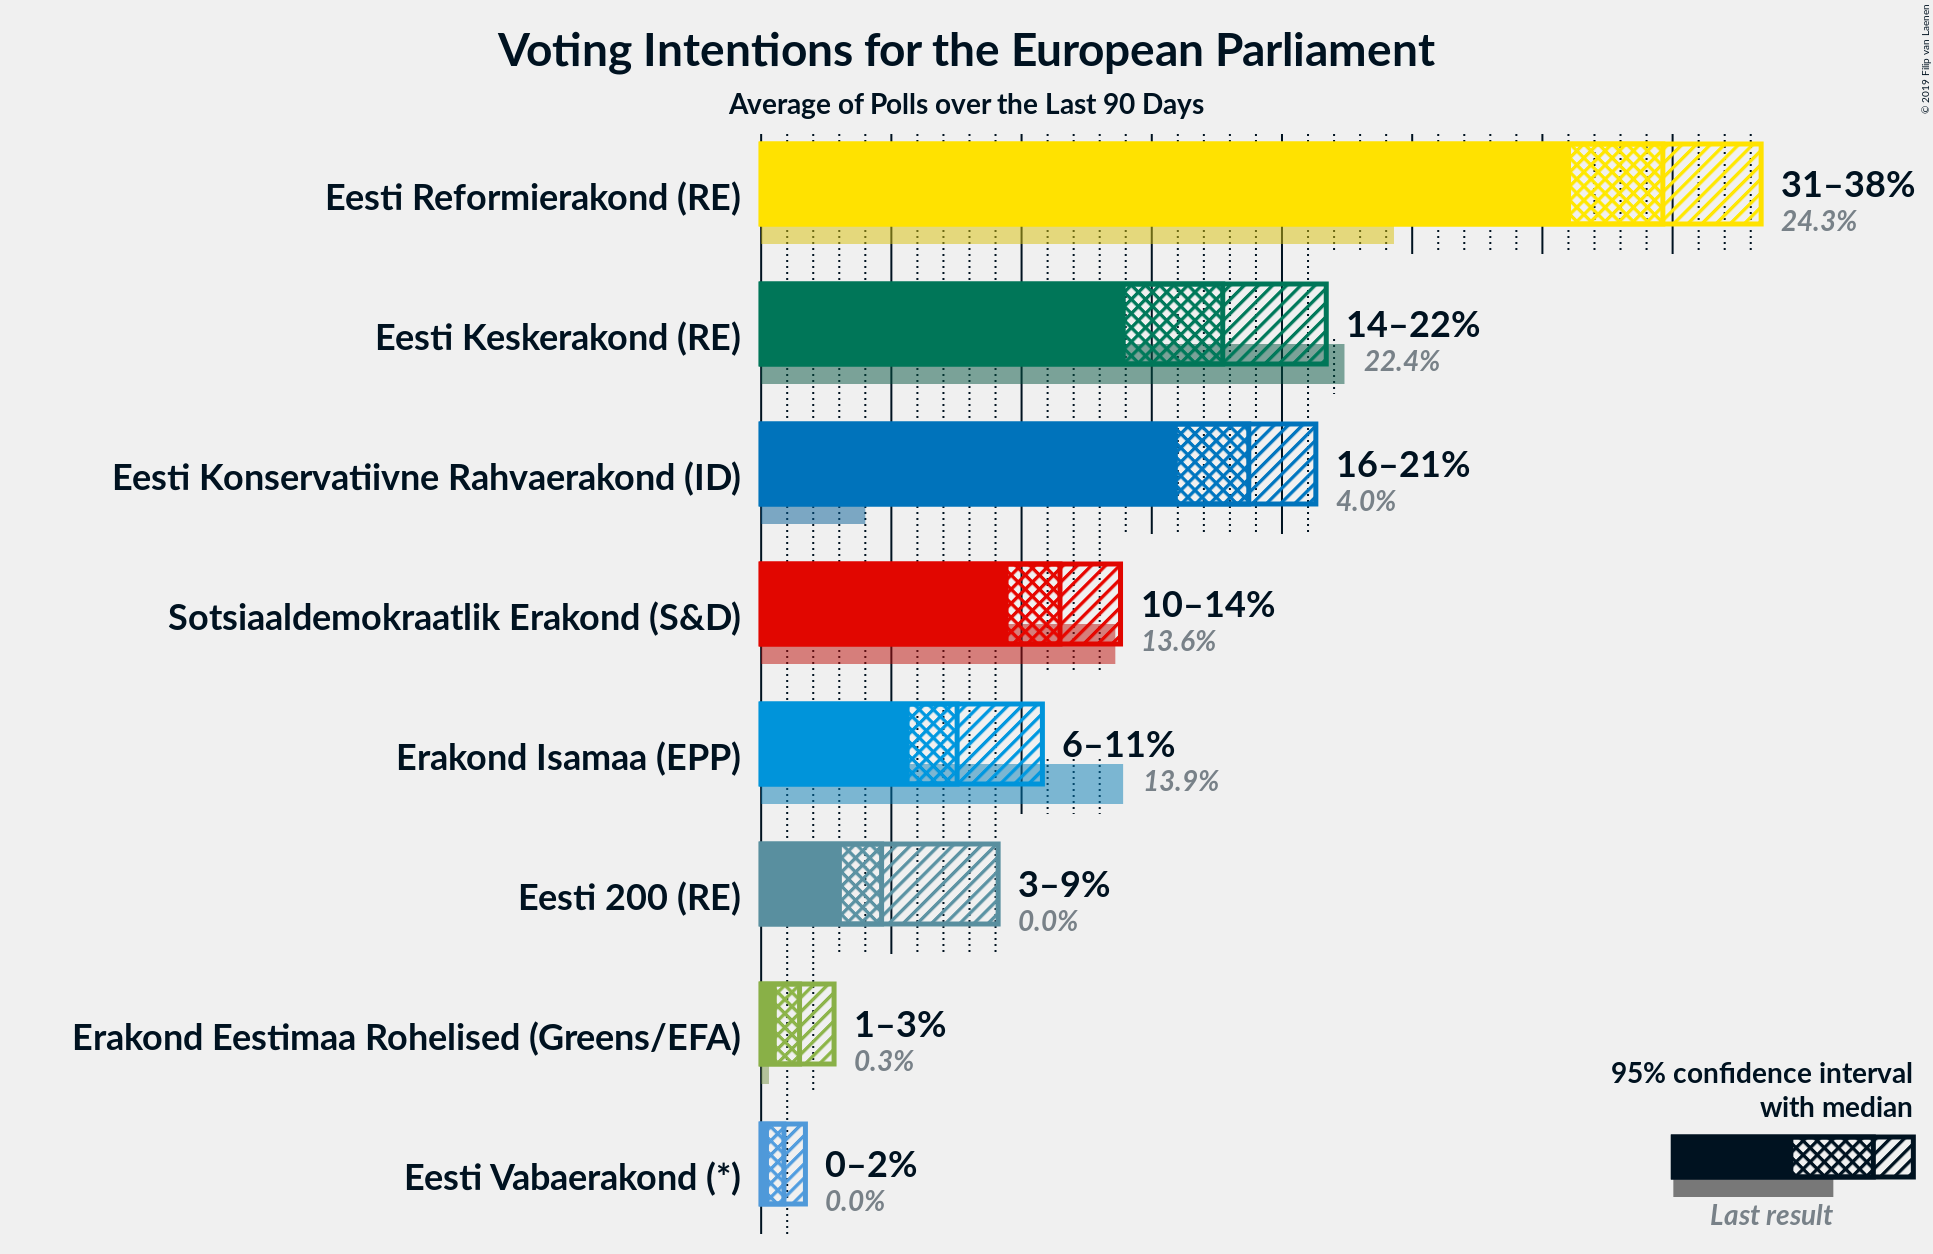 Voting Intentions for the European Parliament
Average of Polls over the Last 90 Days
© 2019 Filip van Laenen
Eesti Reformierakond (RE)
31–38%
24.3%
Eesti Keskerakond (RE)
14–22%
22.4%
Eesti Konservatiivne Rahvaerakond (ID)
16–21%
4.0%
Sotsiaaldemokraatlik Erakond (S&D)
10–14%
13.6%
Erakond Isamaa (EPP)
6–11%
13.9%
Eesti 200 (RE)
3–9%
0.0%
Erakond Eestimaa Rohelised (Greens/EFA)
1–3%
0.3%
Eesti Vabaerakond (*)
0–2%
0.0%
95% confidence interval
with median
Last result